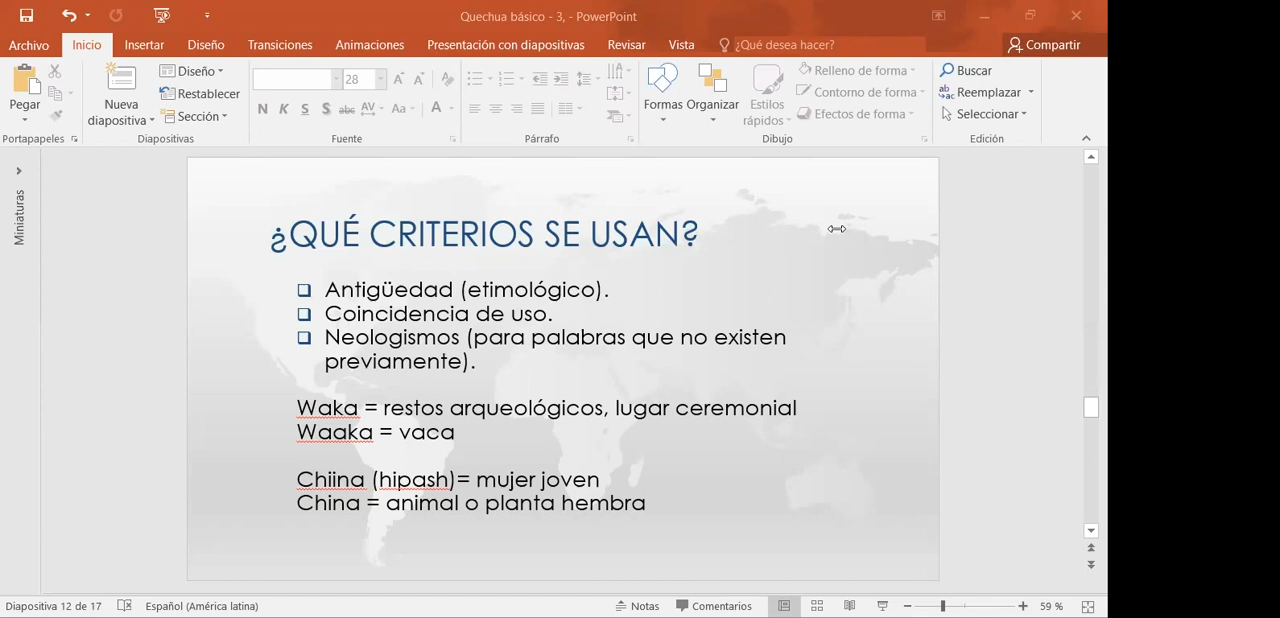 Quechua básico - 3, - PowerPoint
Archivo Inicio Insertar Diseño Transiciones Animaciones Presentación con diapositivas Revisar Vista ¿Qué desea hacer? Compartir
Pegar
Nueva diapositiva
Diseño
Restablecer
Sección
28
N K S S abc AV Aa A
Formas Organizar Estilos rápidos
Relleno de forma
Contorno de forma
Efectos de forma
Buscar
Reemplazar
Seleccionar
Portapapeles Diapositivas Fuente Párrafo Dibujo Edición
Miniaturas
¿QUÉ CRITERIOS SE USAN?
Antigüedad (etimológico).
Coincidencia de uso.
Neologismos (para palabras que no existen
previamente).
Waka = restos arqueológicos, lugar ceremonial
Waaka = vaca
Chiina (hipash)= mujer joven
China = animal o planta hembra
Diapositiva 12 de 17 Español (América latina) Notas Comentarios 59 %